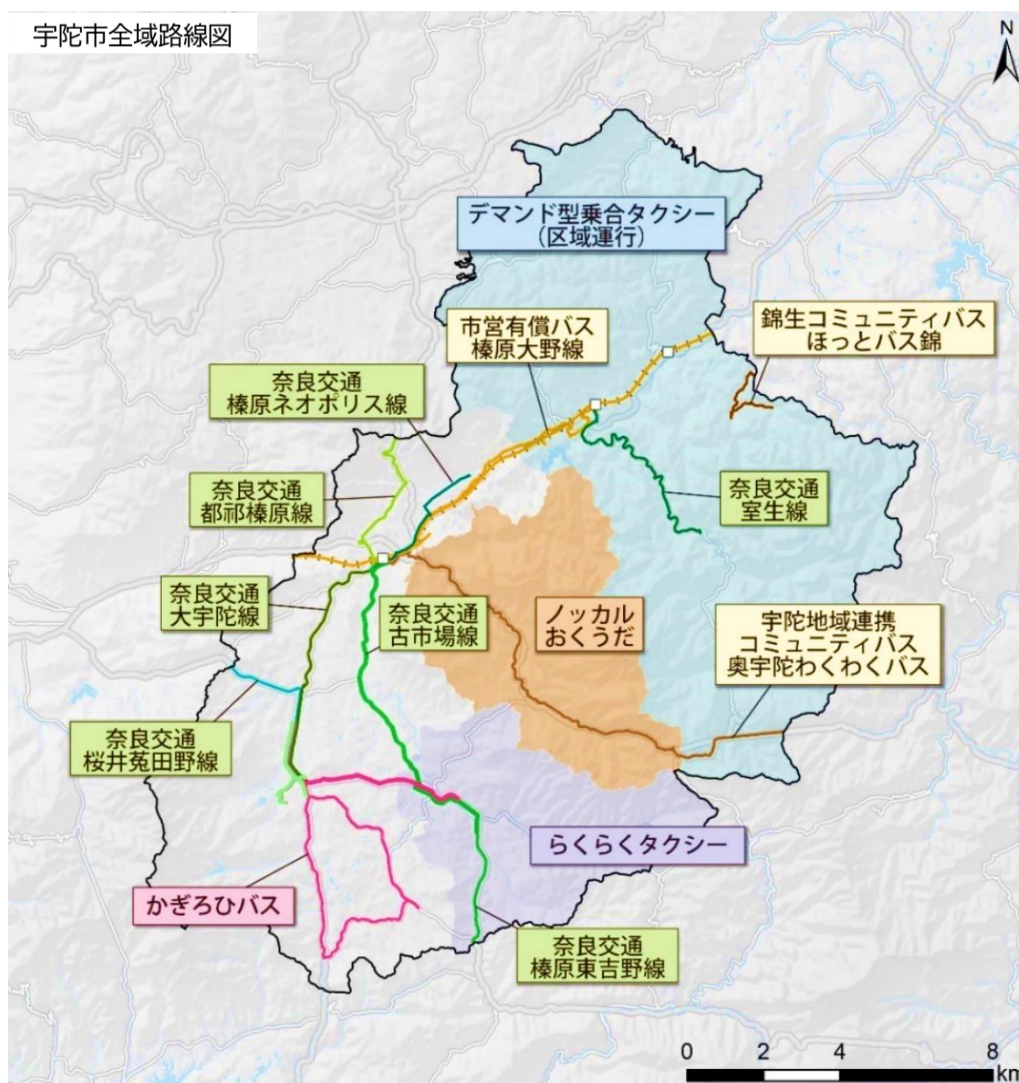 宇陀市全域路線図
N
デマンド型乗合タクシー
（区域運行）
市営有償バス
榛原大野線
錦生コミュニティバス
ほっとバス錦
奈良交通
榛原ネオポリス線
奈良交通
都祁榛原線
奈良交通
室生線
奈良交通
大宇陀線
奈良交通
古市場線
ノッカル
おくうだ
宇陀地域連携
コミュニティバス
奥宇陀わくわくバス
奈良交通
桜井菟田野線
らくらくタクシー
かぎろひバス
奈良交通
榛原東吉野線
0 2 4 8
km